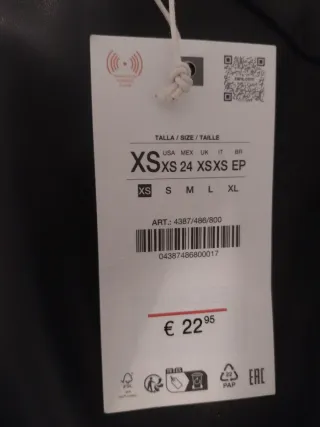 TALLA / SIZE / TAILLE
USA MEX UK IT BR
XS XS 24 XS XS EP
XS S M L XL
ART.: 4387/486/800
04387486800017
€ 22 95
22
PAP
EAC